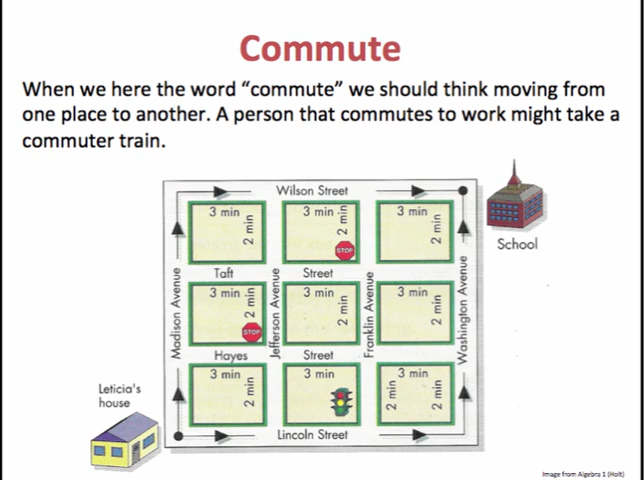 Commute
When we here the word “commute” we should think moving from
one place to another. A person that commutes to work might take a
commuter train.
Wilson Street
3 min 2 min
3 min 2 min
3 min 2 min
STOP
School
Madison Avenue
Jefferson Avenue
Franklin Avenue
Washington Avenue
Taft Street
3 min 2 min
3 min 2 min
3 min 2 min
STOP
Hayes Street
3 min 2 min
3 min
3 min 2 min 2 min
Leticia's
house
Lincoln Street
Image from Algebra 1 (Holt)